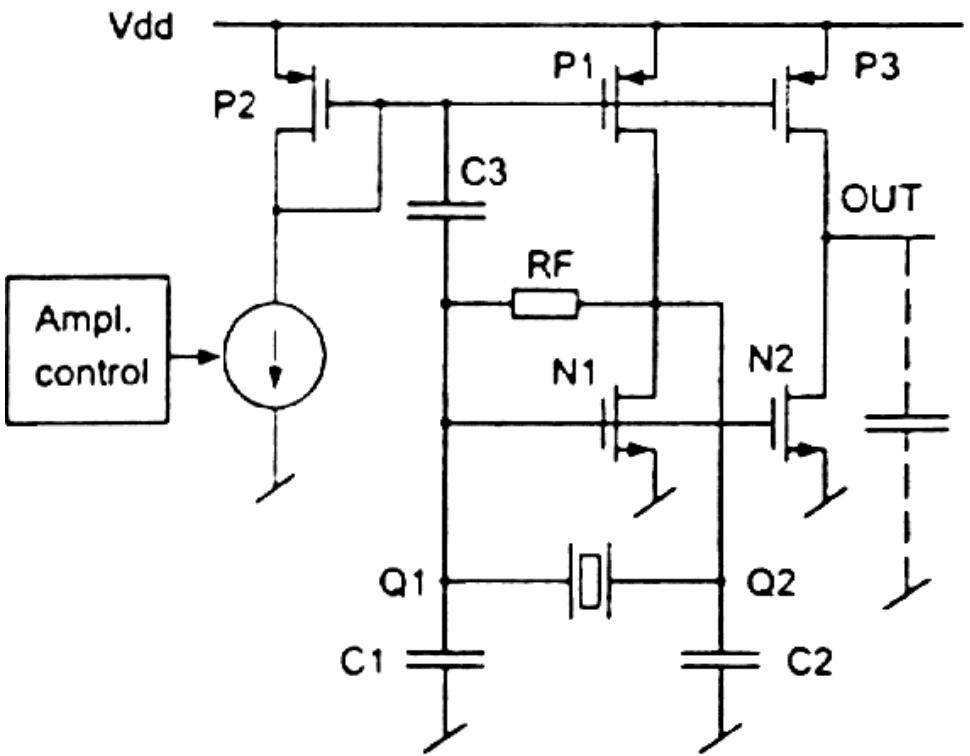 Vdd
P1
P3
P2
C3
OUT
RF
Ampl.
control
N1
N2
Q1
Q2
C1
C2